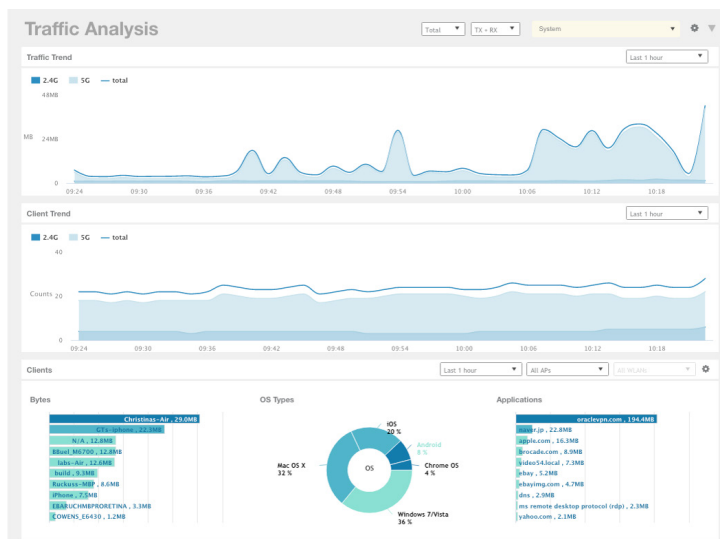 Traffic Analysis
Total TX + RX System
Traffic Trend Last 1 hour
2.4G 5G total
48MB
MB 24MB
0
09:24 09:30 09:36 09:42 09:48 09:54 10:00 10:06 10:12 10:18
Client Trend Last 1 hour
2.4G 5G total
40
Counts 20
0
09:24 09:30 09:36 09:42 09:48 09:54 10:00 10:06 10:12 10:18
Clients Last 1 hour All APs All WLANs
Bytes
Christinas-Air , 29.0MB
GTs-iphone , 22.3MB
N/A , 12.8MB
BBuel_M6700 , 12.8MB
labs-Air , 12.6MB
build , 9.3MB
Ruckuss-MBP , 8.6MB
iPhone , 7.5MB
EBARUCHMBPRORETINA , 3.3MB
COWENS_E6430 , 1.2MB
OS Types
iOS
20 %
Android
6 %
Chrome OS
4 %
Mac OS X
32 %
OS
Windows 7/Vista
36 %
Applications
oraclevpn.com , 194.4MB
naver.jp , 22.8MB
apple.com , 16.3MB
brocade.com , 8.9MB
video54.local , 7.3MB
ebay , 5.2MB
ebayimg.com , 4.7MB
dns , 2.9MB
ms remote desktop protocol (rdp) , 2.3MB
yahoo.com , 2.1MB